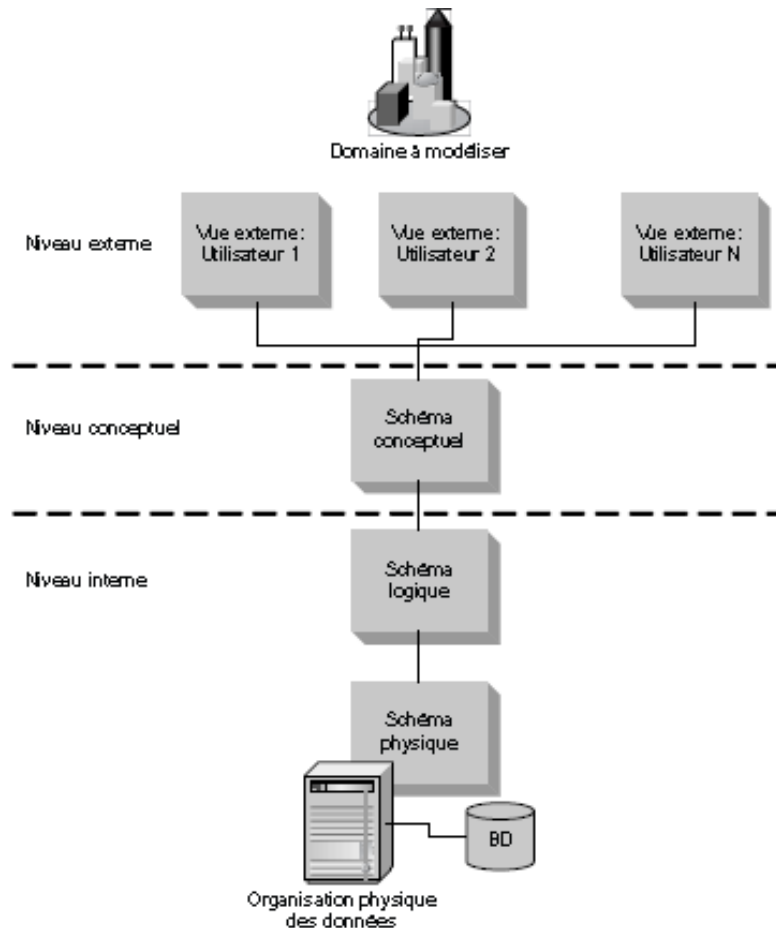 Domaine à modéliser
Niveau externe
Vue externe:
Utilisateur 1
Vue externe:
Utilisateur 2
Vue externe:
Utilisateur N
Niveau conceptuel
Schéma
conceptuel
Niveau interne
Schéma
logique
Schéma
physique
BD
Organisation physique
des données